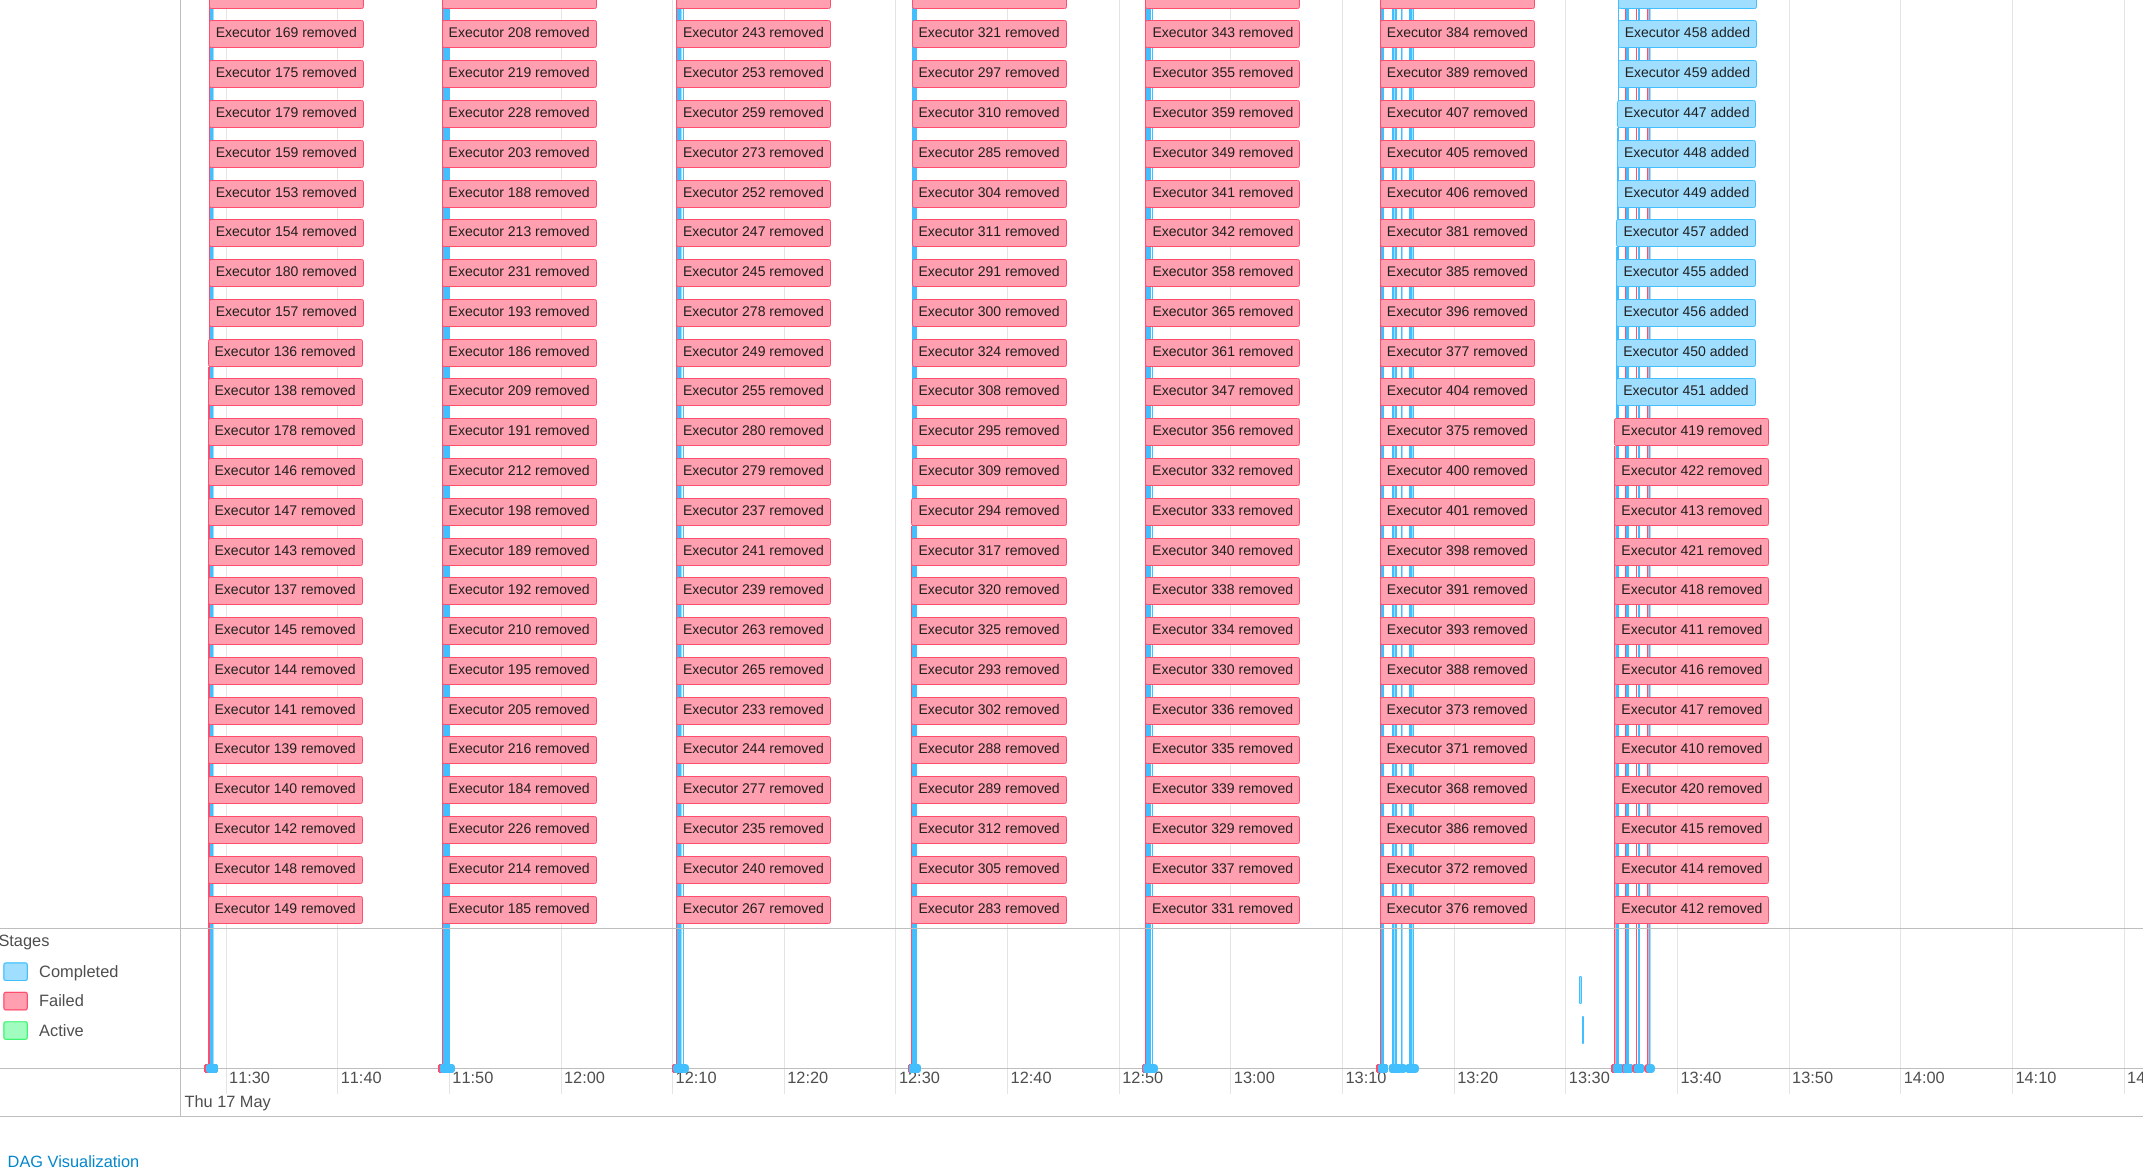 Executor 169 removed Executor 208 removed Executor 243 removed Executor 321 removed Executor 343 removed Executor 384 removed Executor 458 added
Executor 175 removed Executor 219 removed Executor 253 removed Executor 297 removed Executor 355 removed Executor 389 removed Executor 459 added
Executor 179 removed Executor 228 removed Executor 259 removed Executor 310 removed Executor 359 removed Executor 407 removed Executor 447 added
Executor 159 removed Executor 203 removed Executor 273 removed Executor 285 removed Executor 349 removed Executor 405 removed Executor 448 added
Executor 153 removed Executor 188 removed Executor 252 removed Executor 304 removed Executor 341 removed Executor 406 removed Executor 449 added
Executor 154 removed Executor 213 removed Executor 247 removed Executor 311 removed Executor 342 removed Executor 381 removed Executor 457 added
Executor 180 removed Executor 231 removed Executor 245 removed Executor 291 removed Executor 358 removed Executor 385 removed Executor 455 added
Executor 157 removed Executor 193 removed Executor 278 removed Executor 300 removed Executor 365 removed Executor 396 removed Executor 456 added
Executor 136 removed Executor 186 removed Executor 249 removed Executor 324 removed Executor 361 removed Executor 377 removed Executor 450 added
Executor 138 removed Executor 209 removed Executor 255 removed Executor 308 removed Executor 347 removed Executor 404 removed Executor 451 added
Executor 178 removed Executor 191 removed Executor 280 removed Executor 295 removed Executor 356 removed Executor 375 removed Executor 419 removed
Executor 146 removed Executor 212 removed Executor 279 removed Executor 309 removed Executor 332 removed Executor 400 removed Executor 422 removed
Executor 147 removed Executor 198 removed Executor 237 removed Executor 294 removed Executor 333 removed Executor 401 removed Executor 413 removed
Executor 143 removed Executor 189 removed Executor 241 removed Executor 317 removed Executor 340 removed Executor 398 removed Executor 421 removed
Executor 137 removed Executor 192 removed Executor 239 removed Executor 320 removed Executor 338 removed Executor 391 removed Executor 418 removed
Executor 145 removed Executor 210 removed Executor 263 removed Executor 325 removed Executor 334 removed Executor 393 removed Executor 411 removed
Executor 144 removed Executor 195 removed Executor 265 removed Executor 293 removed Executor 330 removed Executor 388 removed Executor 416 removed
Executor 141 removed Executor 205 removed Executor 233 removed Executor 302 removed Executor 336 removed Executor 373 removed Executor 417 removed
Executor 139 removed Executor 216 removed Executor 244 removed Executor 288 removed Executor 335 removed Executor 371 removed Executor 410 removed
Executor 140 removed Executor 184 removed Executor 277 removed Executor 289 removed Executor 339 removed Executor 368 removed Executor 420 removed
Executor 142 removed Executor 226 removed Executor 235 removed Executor 312 removed Executor 329 removed Executor 386 removed Executor 415 removed
Executor 148 removed Executor 214 removed Executor 240 removed Executor 305 removed Executor 337 removed Executor 372 removed Executor 414 removed
Executor 149 removed Executor 185 removed Executor 267 removed Executor 283 removed Executor 331 removed Executor 376 removed Executor 412 removed
Stages
Completed
Failed
Active
11:30 11:40 11:50 12:00 12:10 12:20 12:30 12:40 12:50 13:00 13:10 13:20 13:30 13:40 13:50 14:00 14:10 14
Thu 17 May
DAG Visualization